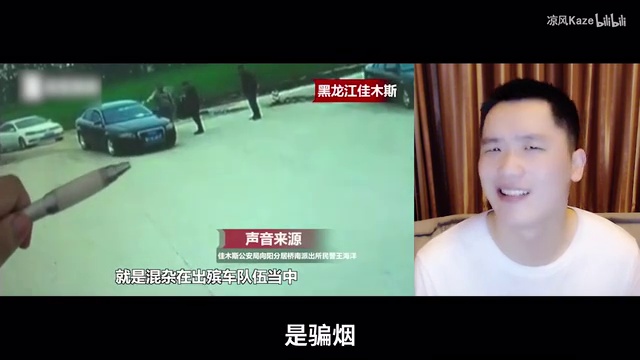 凉风Kaze bilibili
黑龙江佳木斯
声音来源
佳木斯公安局向阳分局桥南派出所民警王海洋
就是混杂在出殡车队伍当中
是骗烟